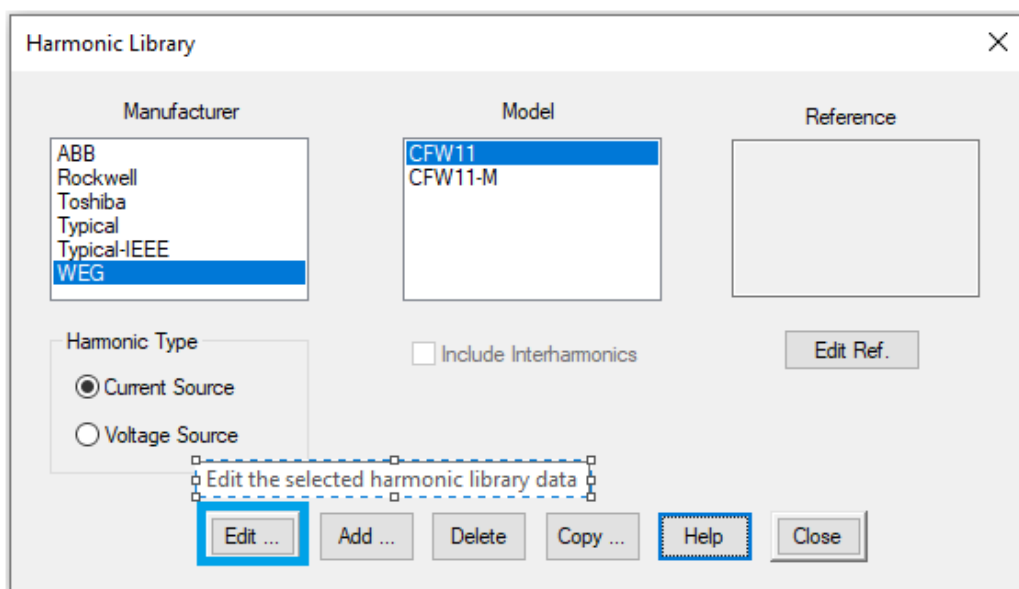 Harmonic Library
Manufacturer
Model
Reference
ABB
Rockwell
Toshiba
Typical
Typical-IEEE
WEG
CFW11
CFW11-M
Harmonic Type
Current Source
Voltage Source
Include Interharmonics
Edit Ref.
Edit the selected harmonic library data
Edit ...
Add ...
Delete
Copy ...
Help
Close